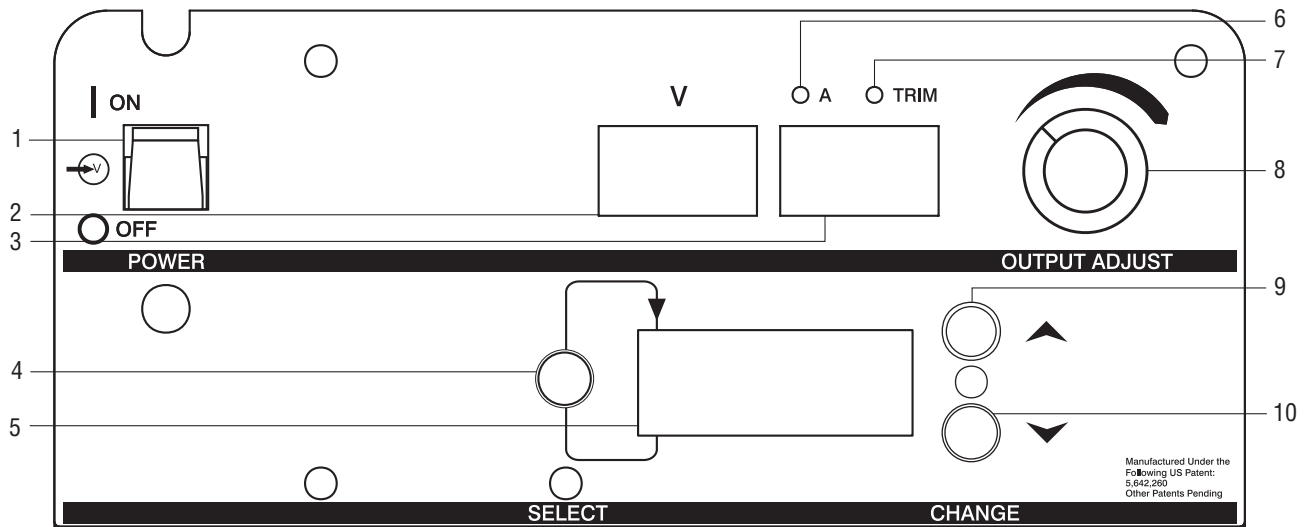 6
7
V
A
TRIM
ON
1
V
8
2
3
OFF
POWER
OUTPUT ADJUST
9
4
5
10
Manufactured Under the
Following US Patent:
5,642,260
Other Patents Pending
SELECT
CHANGE